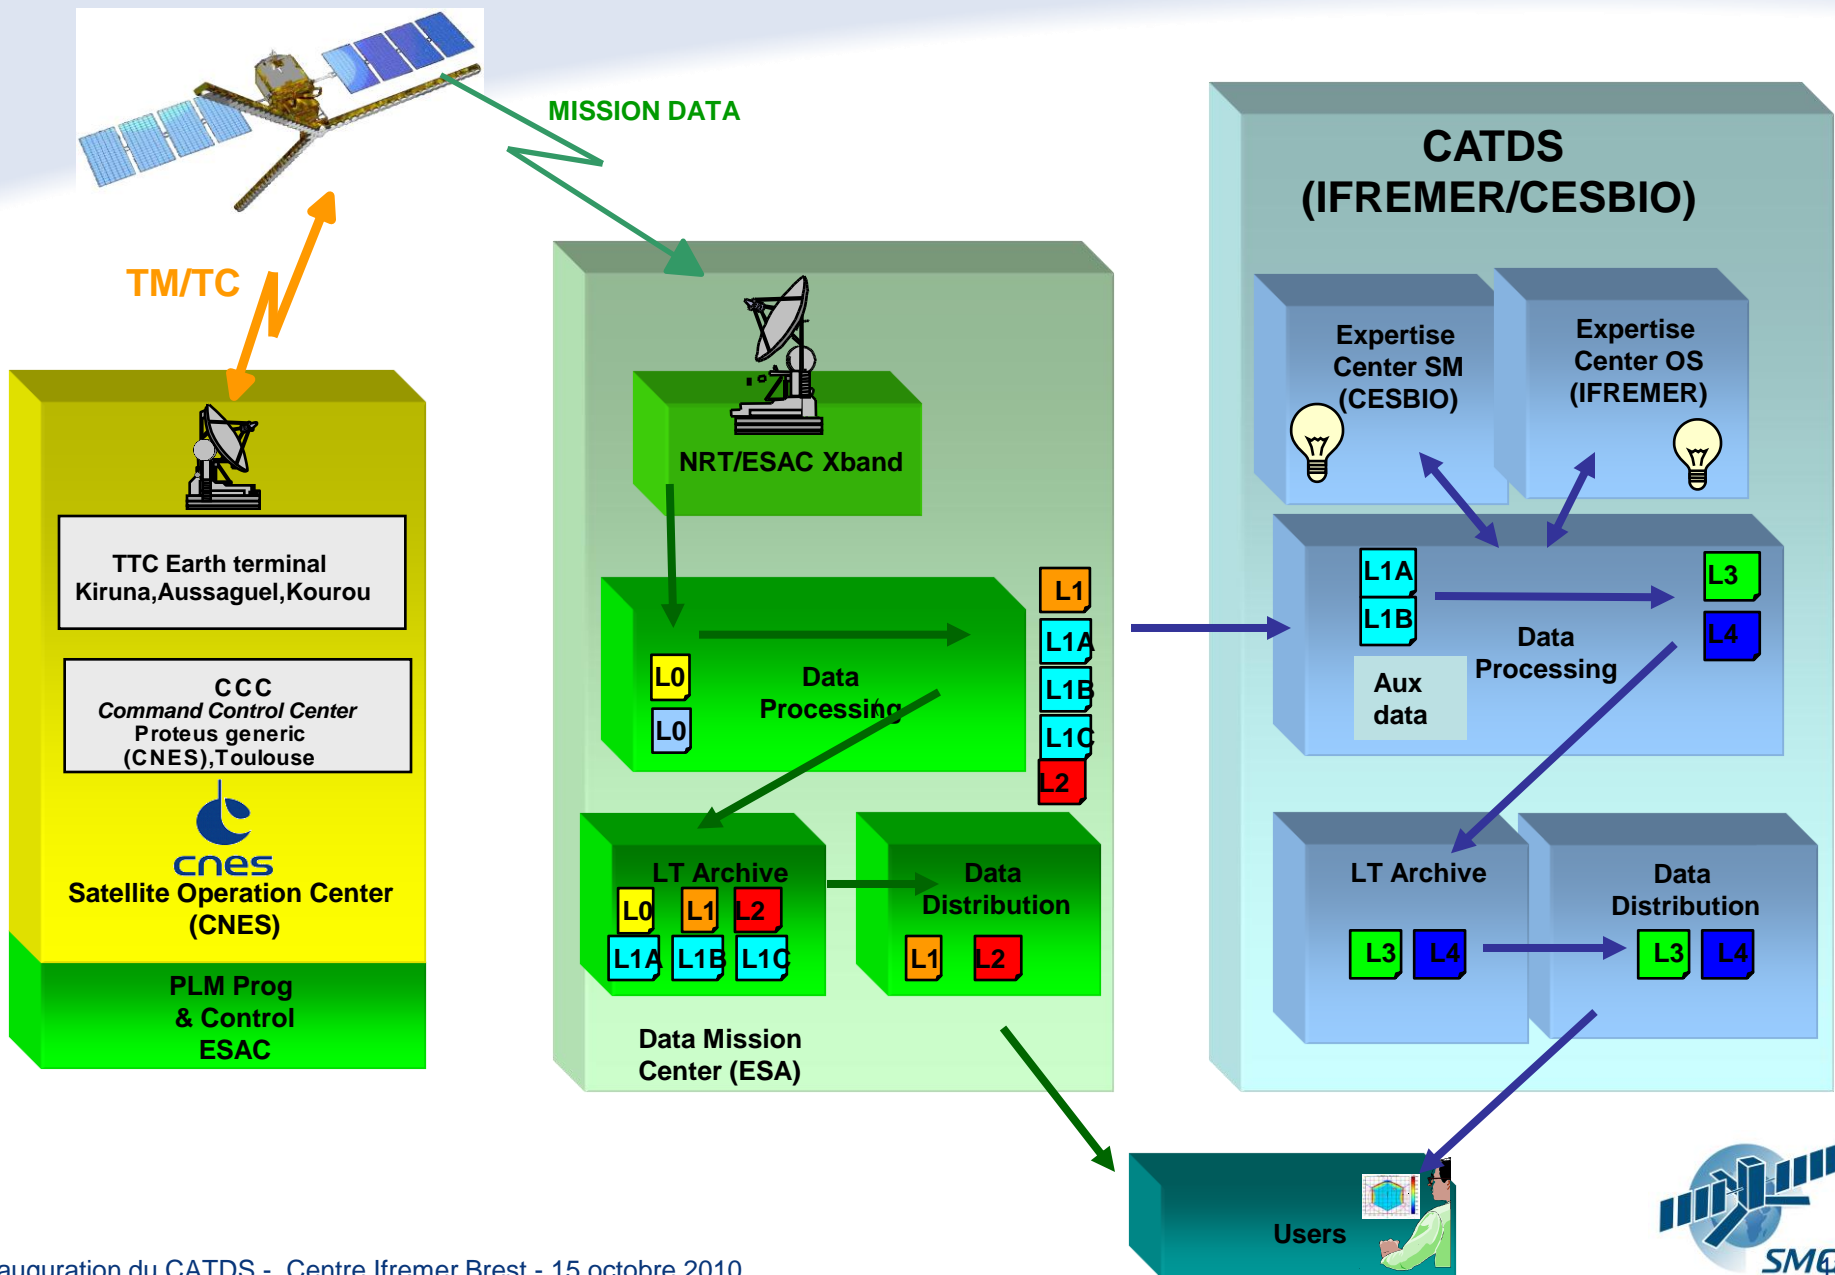 MISSION DATA
TM/TC
TTC Earth terminal
Kiruna,Aussaguel,Kourou
CCC
Command Control Center
Proteus generic
(CNES),Toulouse
cnes
Satellite Operation Center
(CNES)
PLM Prog
& Control
ESAC
NRT/ESAC Xband
L0
L0
Data
Processing
L1
L1A
L1B
L1C
L2
LT Archive
L0
L1
L2
L1A
L1B
L1C
Data
Distribution
L1
L2
Data Mission
Center (ESA)
CATDS
(IFREMER/CESBIO)
Expertise
Center SM
(CESBIO)
Expertise
Center OS
(IFREMER)
L1A
L1B
Aux
data
Data
Processing
L3
L4
LT Archive
L3
L4
Data
Distribution
L3
L4
Users
auguration du CATDS - Centre Ifremer Brest - 15 octobre 2010